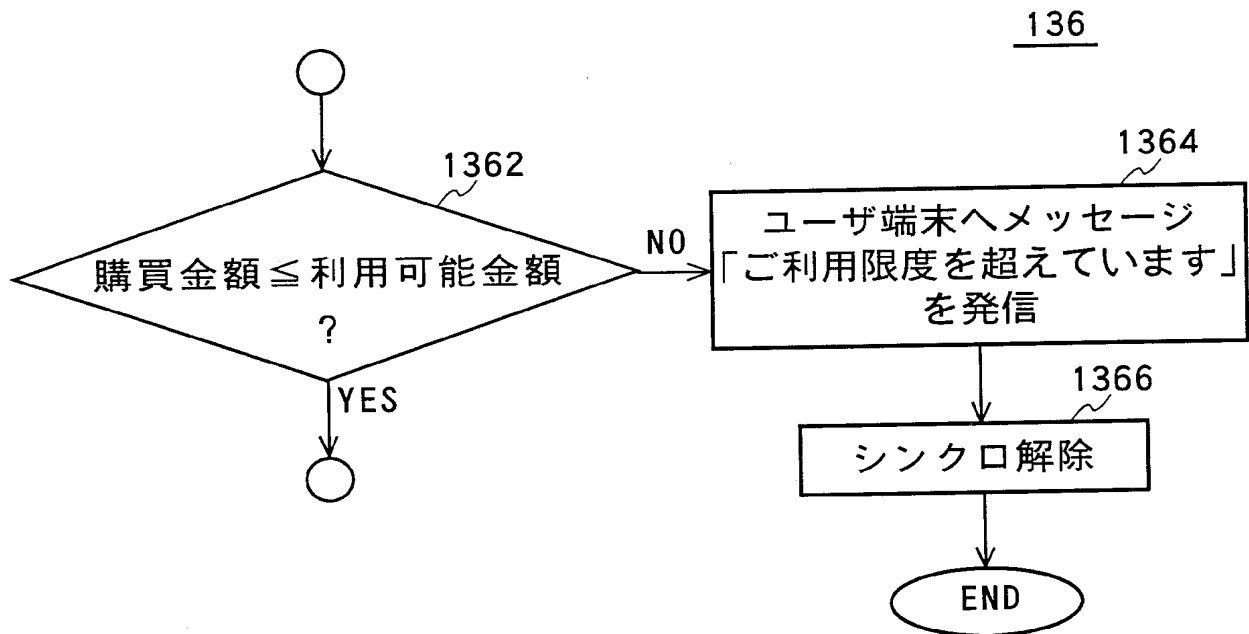 136
1362
購買金額≦利用可能金額
?
NO
YES
1364
ユーザ端末へメッセージ
「ご利用限度を超えています」
を発信
1366
シンクロ解除
END